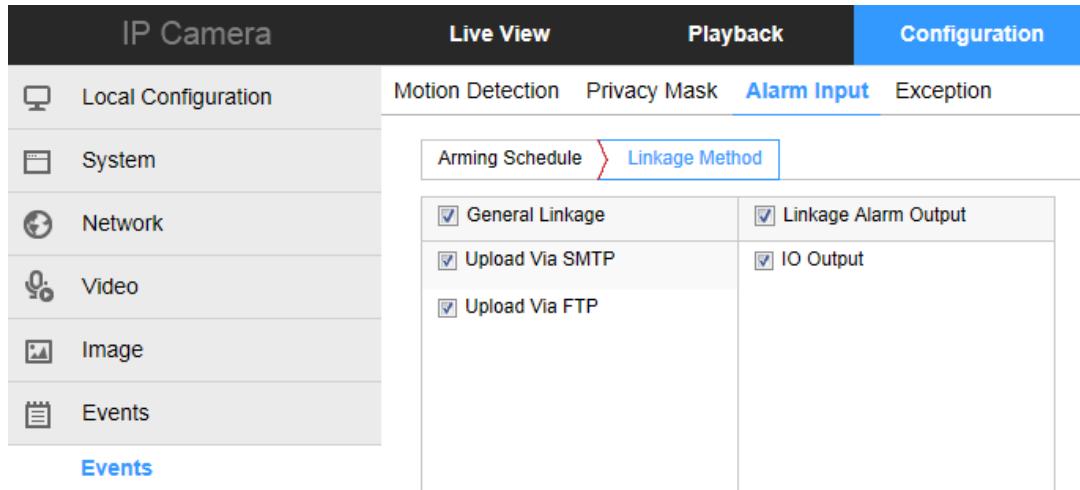 IP Camera
Live View
Playback
Configuration
Local Configuration
System
Network
Video
Image
Events
Events
Motion Detection
Privacy Mask
Alarm Input
Exception
Arming Schedule
Linkage Method
General Linkage
Linkage Alarm Output
Upload Via SMTP
IO Output
Upload Via FTP